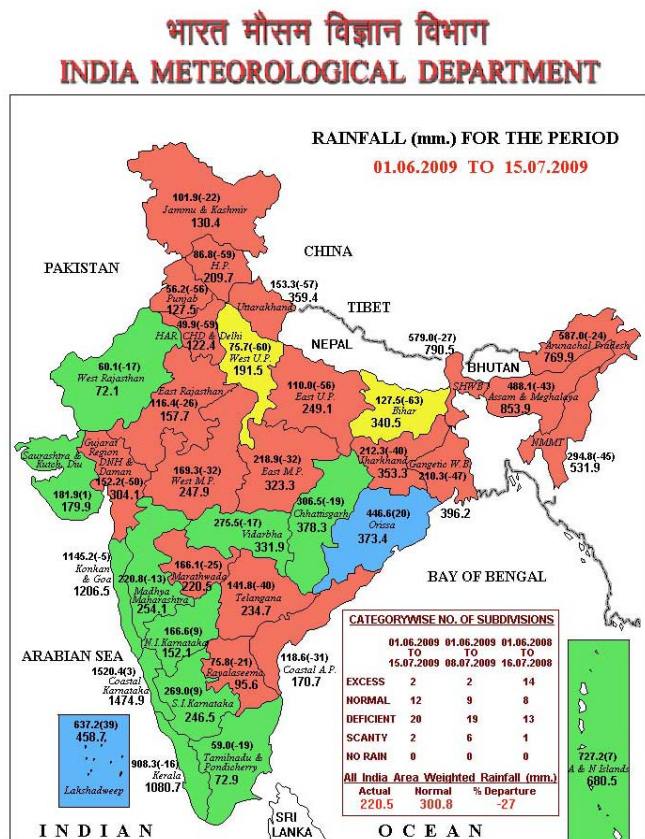 भारत मौसम विज्ञान विभाग
INDIA METEOROLOGICAL DEPARTMENT
RAINFALL (mm.) FOR THE PERIOD
01.06.2009 TO 15.07.2009
101.9(-22)
Jammu & Kashmir
130.4
CHINA
86.8(-59)
H.P.
209.7
PAKISTAN
56.2(-56)
Punjab
127.5
153.3(-57)
359.4
Uttarakhand
TIBET
49.9(-59)
HAR CHD & Delhi
122.4
75.7(-60)
West U.P.
191.5
NEPAL
579.0(-27)
790.5
587.0(-24)
Arunachal Pradesh
769.9
BHUTAN
60.1(-17)
West Rajasthan
72.1
East Rajasthan
116.4(-26)
157.7
110.0(-56)
East U.P.
249.1
127.5(-63)
Bihar
340.5
SHWB
488.1(-43)
Assam & Meghalaya
853.9
NMMT
294.8(-45)
531.9
Saurashtra &
Kutch, Diu
181.9(1)
179.9
Gujarat
Region
DNH &
Daman
152.2(-50)
304.1
169.3(-32)
West M.P.
247.9
218.9(-32)
East M.P.
323.3
212.3(-40)
Jharkhand
353.3
Gangetic W.B.
210.3(-47)
396.2
306.5(-19)
Chhattisgarh
378.3
446.6(20)
Orissa
373.4
275.5(-17)
Vidarbha
331.9
1145.2(-5)
Konkan
& Goa
1206.5
220.8(-13)
Madhya
Maharashtra
254.1
166.1(-25)
Marathwada
220.5
141.8(-40)
Telangana
234.7
BAY OF BENGAL
166.6(9)
N.I.Karnataka
152.1
ARABIAN SEA
1520.4(3)
Coastal
Karnataka
1474.9
75.8(-21)
Rayalaseema
95.6
118.6(-31)
Coastal A.P.
170.7
269.0(9)
S.I.Karnataka
246.5
637.2(39)
458.7
Lakshadweep
908.3(-16)
Kerala
1080.7
59.0(-19)
Tamilnadu &
Pondicherry
72.9
CATEGORYWISE NO. OF SUBDIVISIONS
01.06.2009 01.06.2009 01.06.2008
TO TO TO
15.07.2009 08.07.2009 16.07.2008
EXCESS 2 2 14
NORMAL 12 9 8
DEFICIENT 20 19 13
SCANTY 2 6 1
NO RAIN 0 0 0
All India Area Weighted Rainfall (mm.)
Actual Normal % Departure
220.5 300.8 -27
727.2(7)
A & N Islands
680.5
SRI
LANKA
INDIAN OCEAN